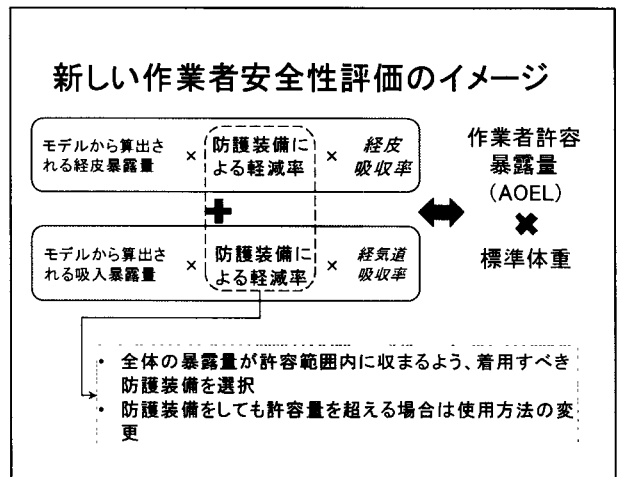 新しい作業者安全性評価のイメージ
モデルから算出さ
れる経皮暴露量
×
防護装備に
よる軽減率
×
経皮
吸収率
+
モデルから算出さ
れる吸入暴露量
×
防護装備に
よる軽減率
×
経気道
吸収率
作業者許容
暴露量
(AOEL)
×
標準体重
・ 全体の暴露量が許容範囲内に収まるよう、着用すべき
防護装備を選択
・ 防護装備をしても許容量を超える場合は使用方法の変
更